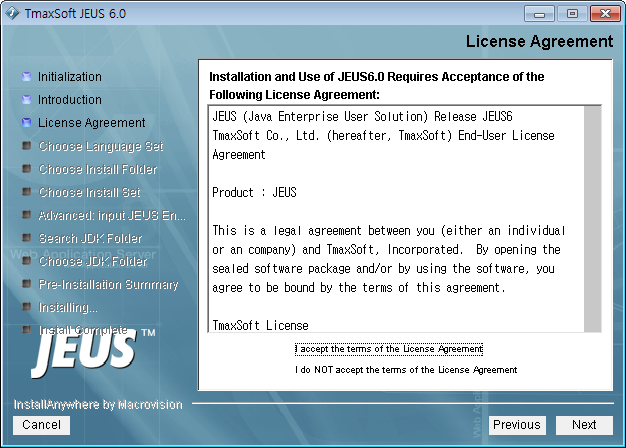 TmaxSoft JEUS 6.0
License Agreement
Initialization
Introduction
License Agreement
Choose Language Set
Choose Install Folder
Choose Install Set
Advanced: input JEUS En...
Search JDK Folder
Web Application Server
Choose JDK Folder
Pre-Installation Summary
Installing...
Install Complete
JEUS™
Installation and Use of JEUS6.0 Requires Acceptance of the
Following License Agreement:
JEUS (Java Enterprise User Solution) Release JEUS6
TmaxSoft Co., Ltd. (hereafter, TmaxSoft) End-User License
Agreement
Product : JEUS
This is a legal agreement between you (either an individual
or an company) and TmaxSoft, Incorporated.  By opening the
sealed software package and/or by using the software, you
agree to be bound by the terms of this agreement.
TmaxSoft License
I accept the terms of the License Agreement
I do NOT accept the terms of the License Agreement
InstallAnywhere by Macrovision
Cancel
Previous
Next